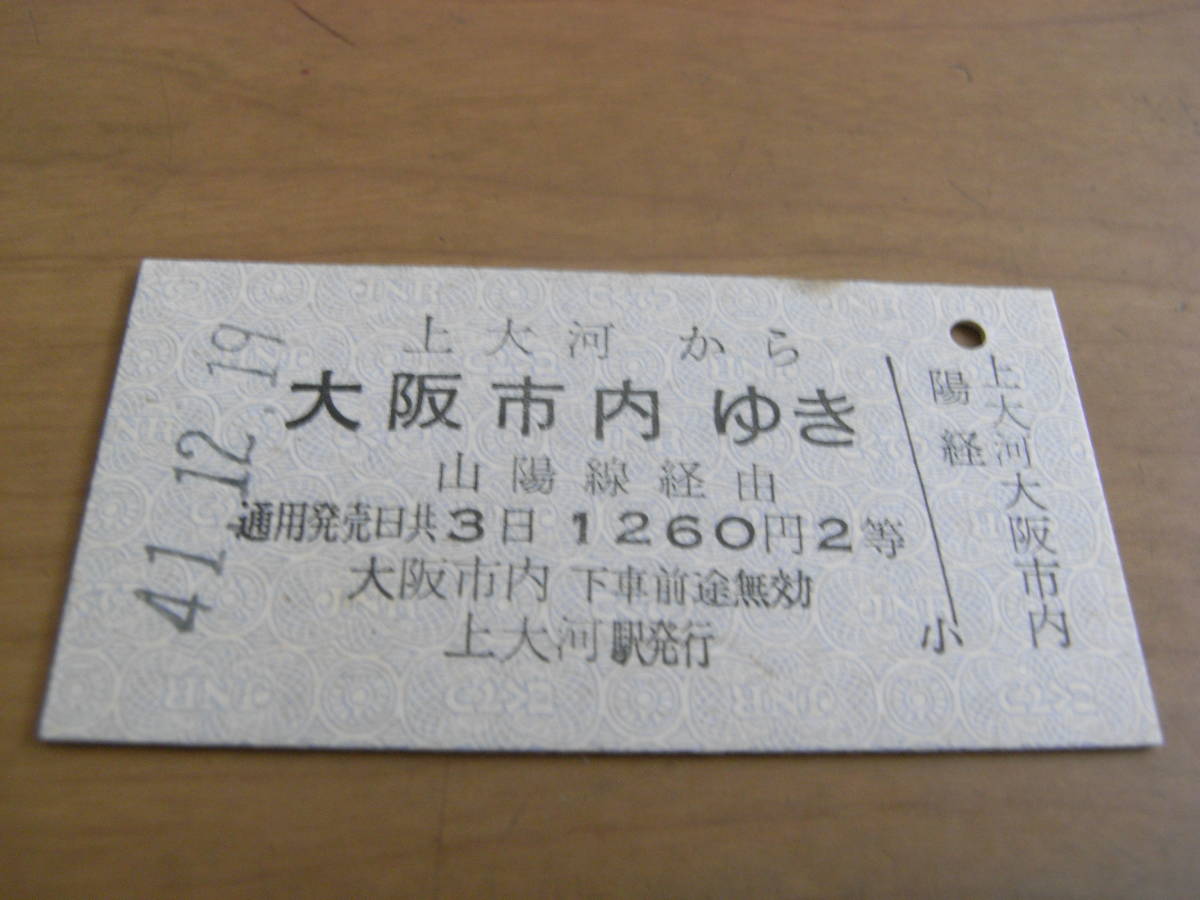 41.12.19
上大河から
大阪市内ゆき
山陽線経由
通用発売日共3日 1260円2等
大阪市内 下車前途無効
上大河駅発行
上大河大阪市内
陽経
小